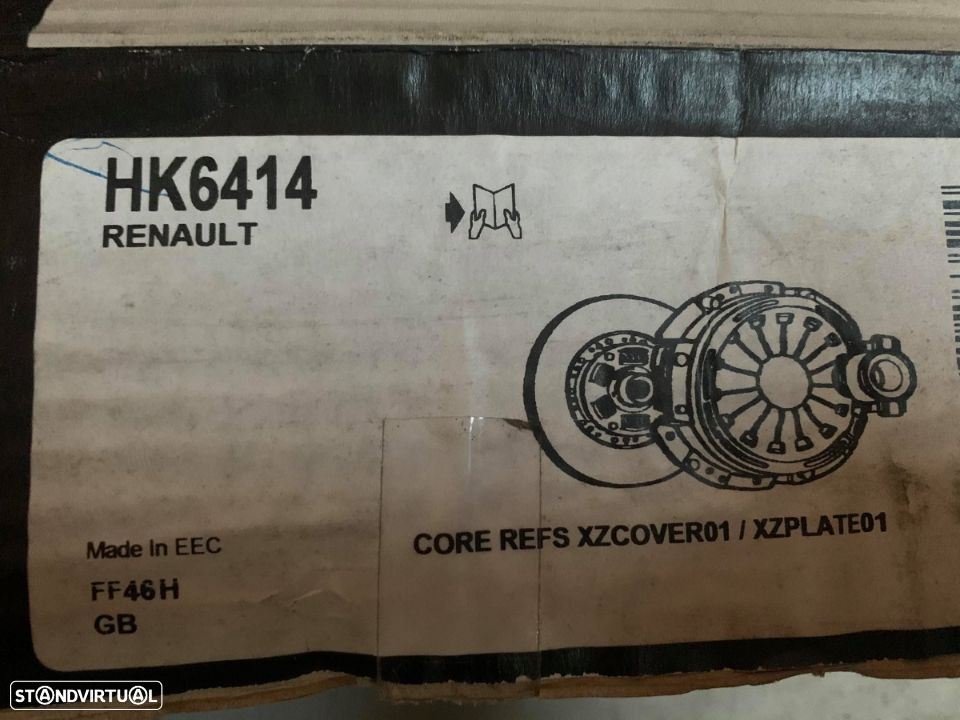 HK6414
RENAULT
CORE REFS XZCOVER01 / XZPLATE01
Made In EEC
FF46H
GB
STANDVIRTUAL